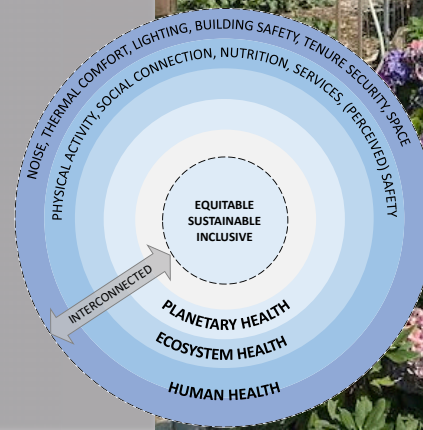 NOISE, THERMAL COMFORT, LIGHTING, BUILDING SAFETY, TENURE SECURITY, SPACE
PHYSICAL ACTIVITY, SOCIAL CONNECTION, NUTRITION, SERVICES, (PERCEIVED) SAFETY
EQUITABLE
SUSTAINABLE
INCLUSIVE
INTERCONNECTED
PLANETARY HEALTH
ECOSYSTEM HEALTH
HUMAN HEALTH